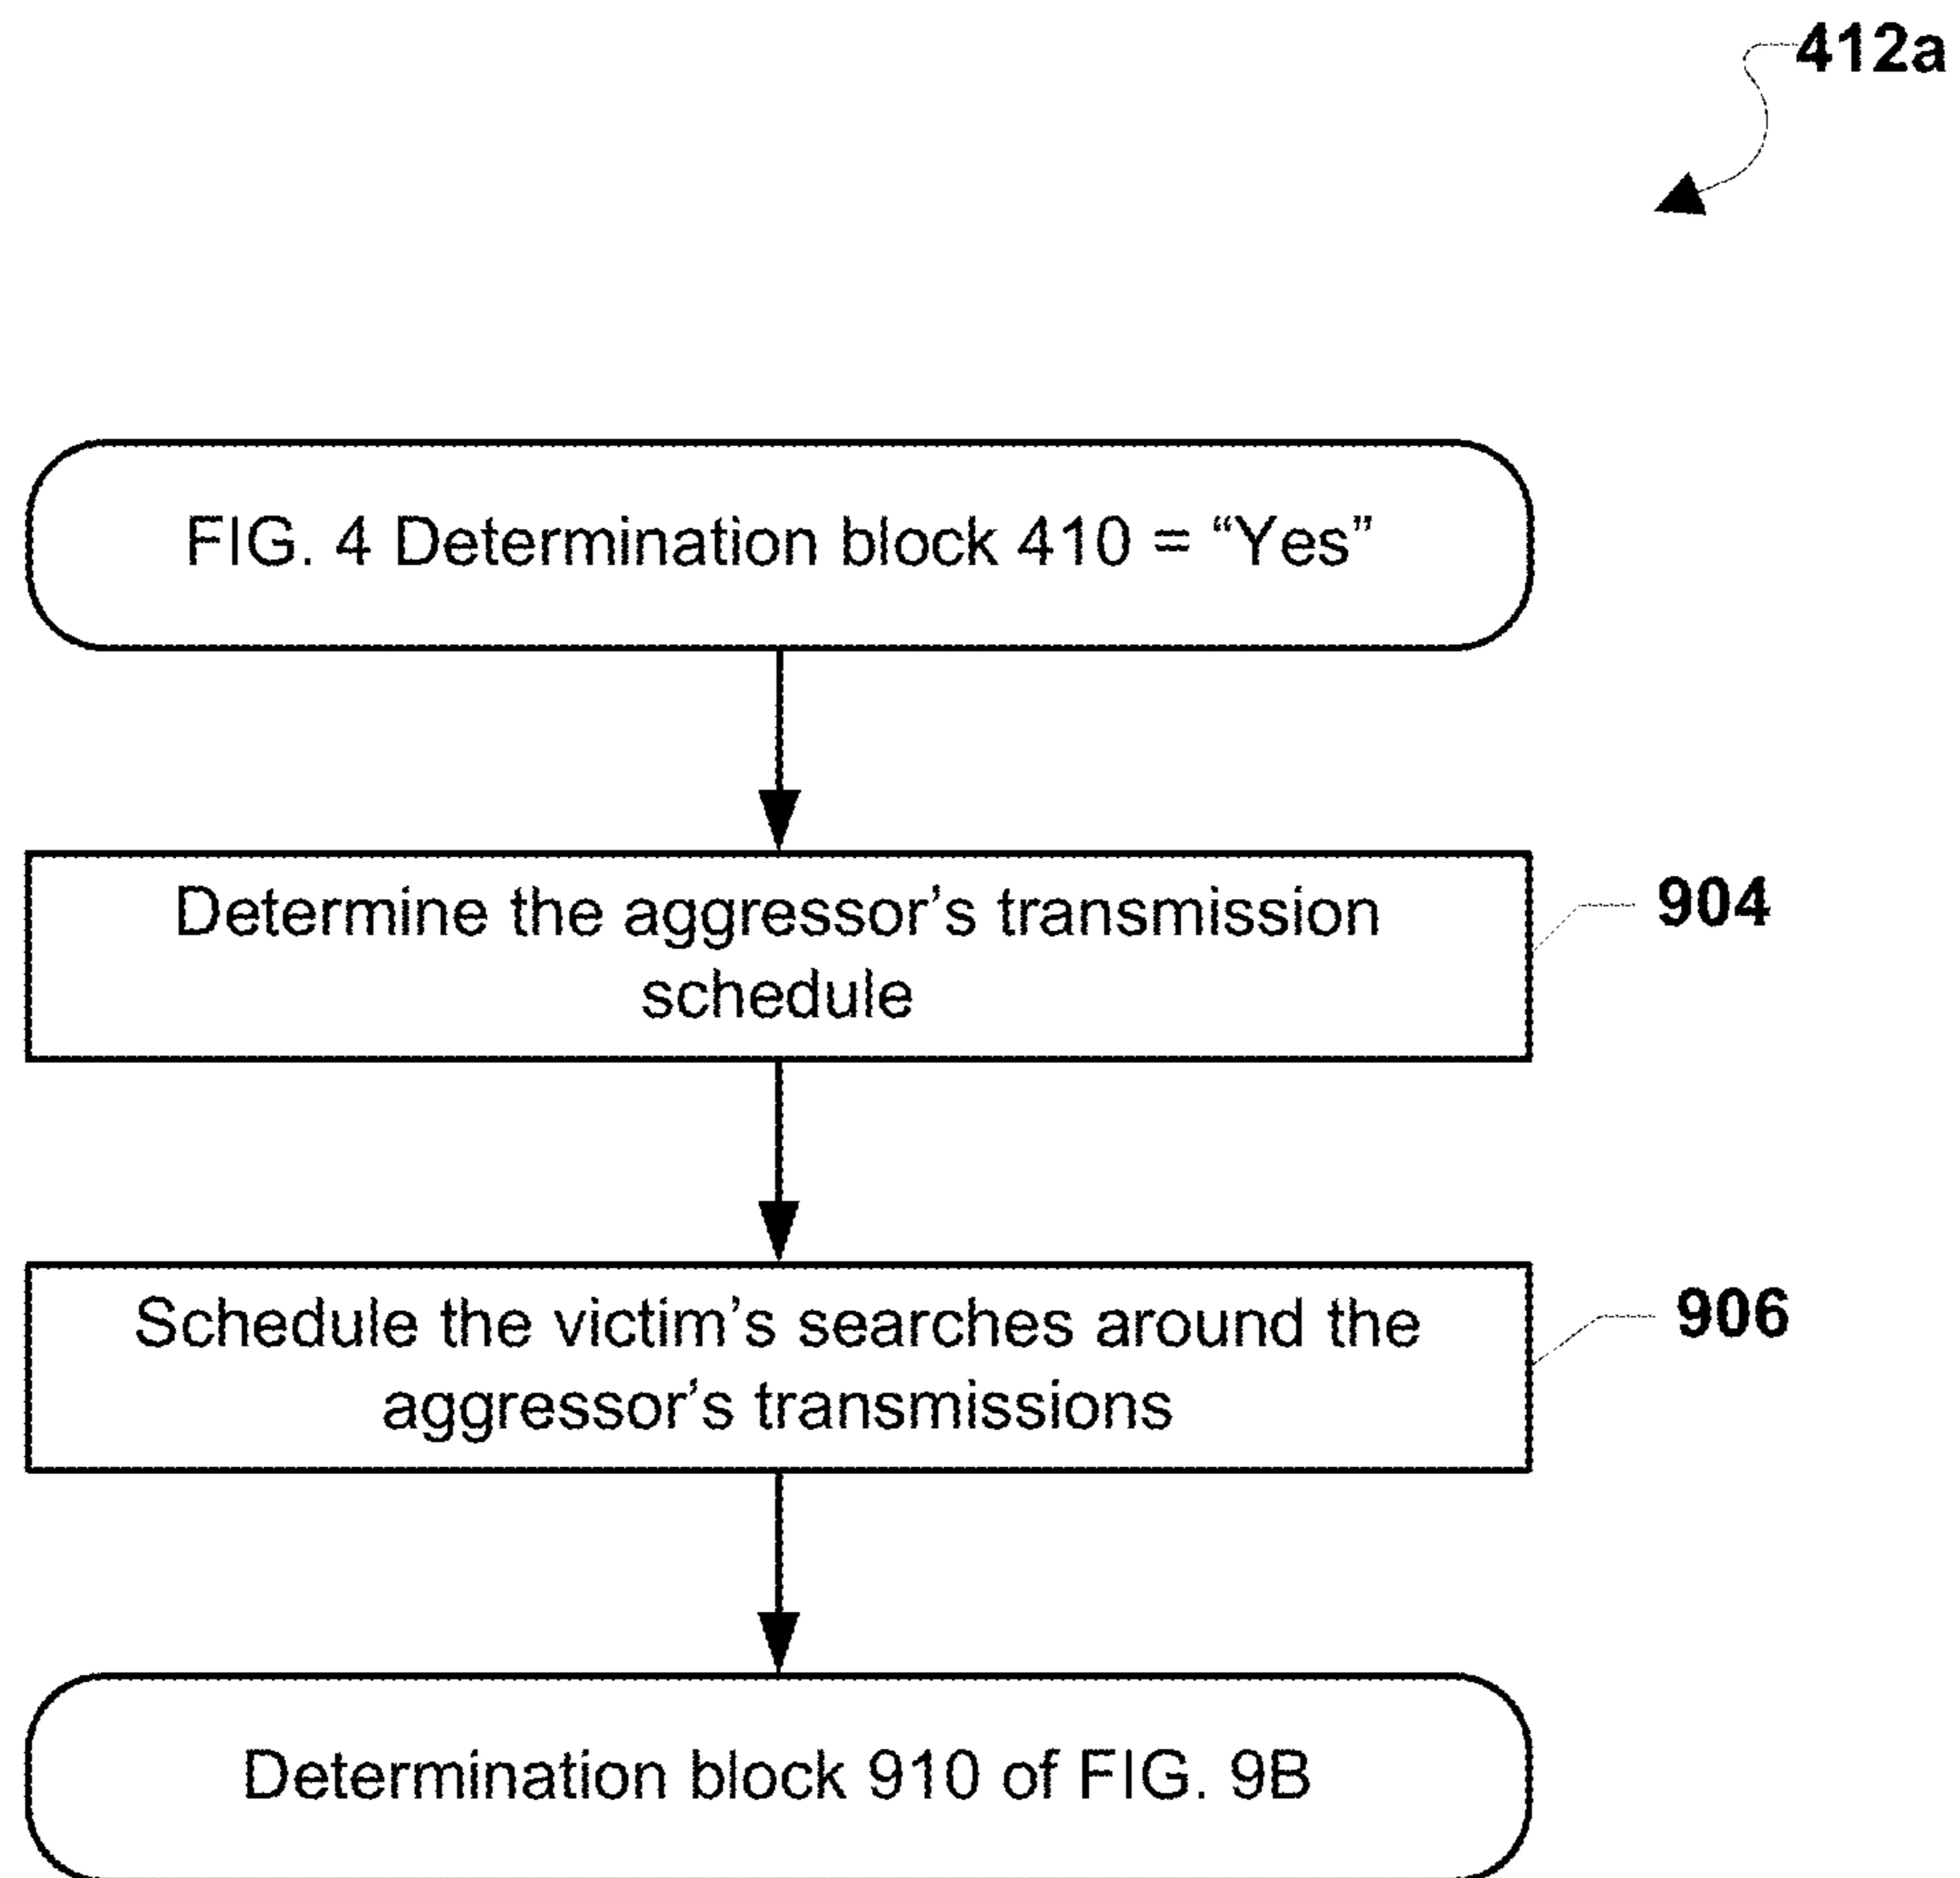 412a
FIG. 4 Determination block 410 = “Yes”
Determine the aggressor’s transmission
schedule
904
Schedule the victim’s searches around the
aggressor’s transmissions
906
Determination block 910 of FIG. 9B